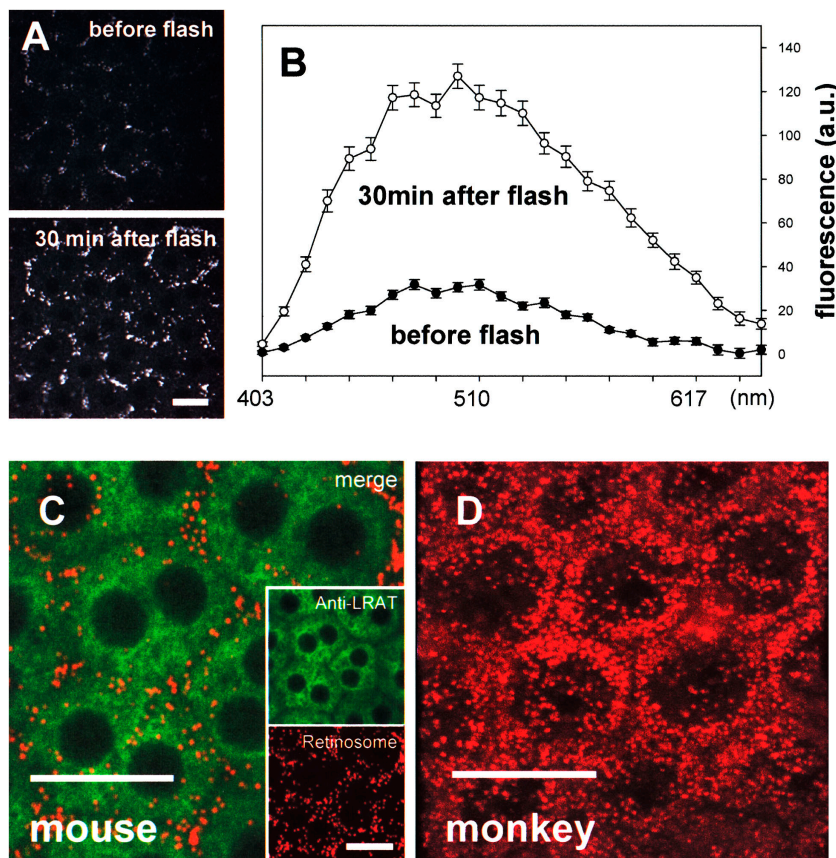 A
before flash
30 min after flash
B
30min after flash
before flash
140
120
100
80
60
40
20
0
fluorescence (a.u.)
403
510
617
(nm)
C
merge
Anti-LRAT
Retinosome
mouse
D
monkey